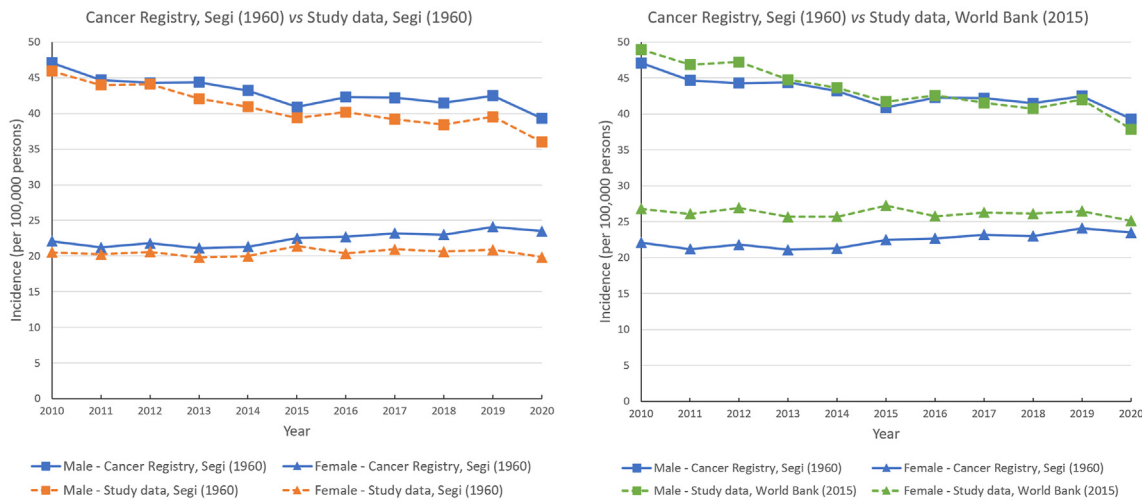 Cancer Registry, Segi (1960) vs Study data, Segi (1960)
Incidence (per 100,000 persons)
50
45
40
35
30
25
20
15
10
5
0
2010 2011 2012 2013 2014 2015 2016 2017 2018 2019 2020
Year
Male - Cancer Registry, Segi (1960) Female - Cancer Registry, Segi (1960)
Male - Study data, Segi (1960) Female - Study data, Segi (1960)
Cancer Registry, Segi (1960) vs Study data, World Bank (2015)
Incidence (per 100,000 persons)
50
45
40
35
30
25
20
15
10
5
0
2010 2011 2012 2013 2014 2015 2016 2017 2018 2019 2020
Year
Male - Cancer Registry, Segi (1960) Female - Cancer Registry, Segi (1960)
Male - Study data, World Bank (2015) Female - Study data, World Bank (2015)